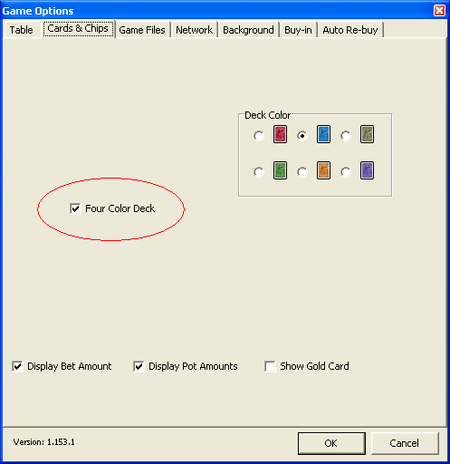 Game Options
Table Cards & Chips Game Files Network Background Buy-in Auto Re-buy
Deck Color
Four Color Deck
Display Bet Amount Display Pot Amounts Show Gold Card
Version: 1.153.1 OK Cancel